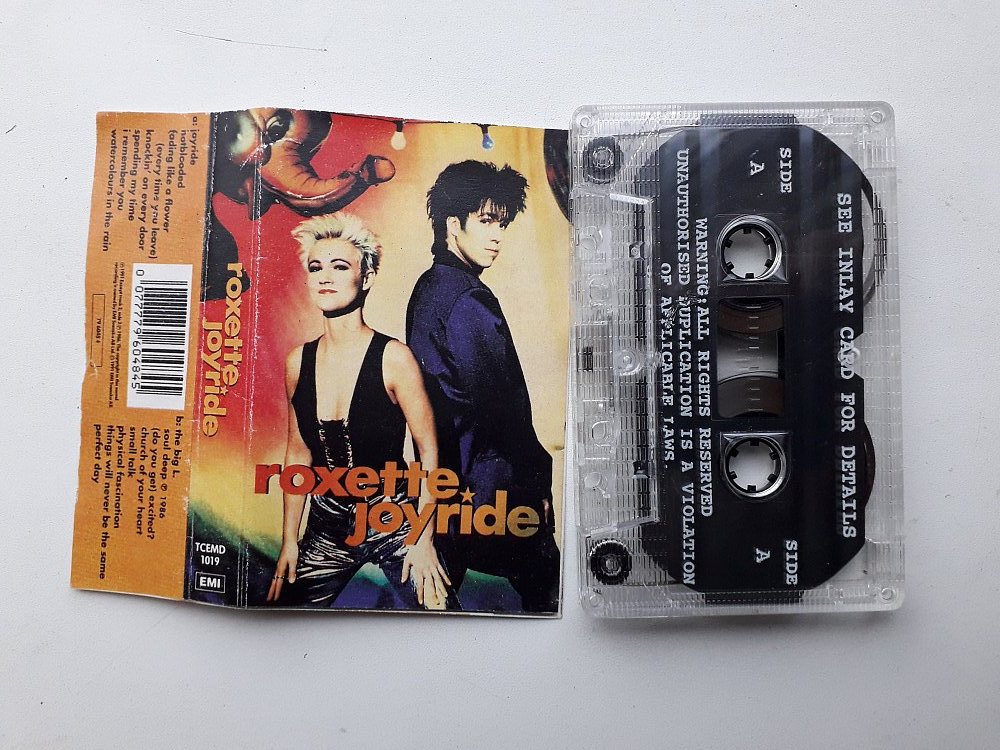 a: joyride
hotblooded
fading like a flower
(every time you leave)
knockin' on every door
spending my time
i remember you
watercolours in the rain
0 077779 604845
79 6048 4
b: the big L.
soul deep ℗ 1986
(do you get) excited?
church of your heart
small talk
physical fascination
things will never be the same
perfect day
roxette
joyride
TCEMD
1019
EMI
roxette
joyride
SIDE
A
SEE INLAY CARD FOR DETAILS
WARNING: ALL RIGHTS RESERVED
UNAUTHORISED DUPLICATION IS A VIOLATION
OF APPLICABLE LAWS.
SIDE
A